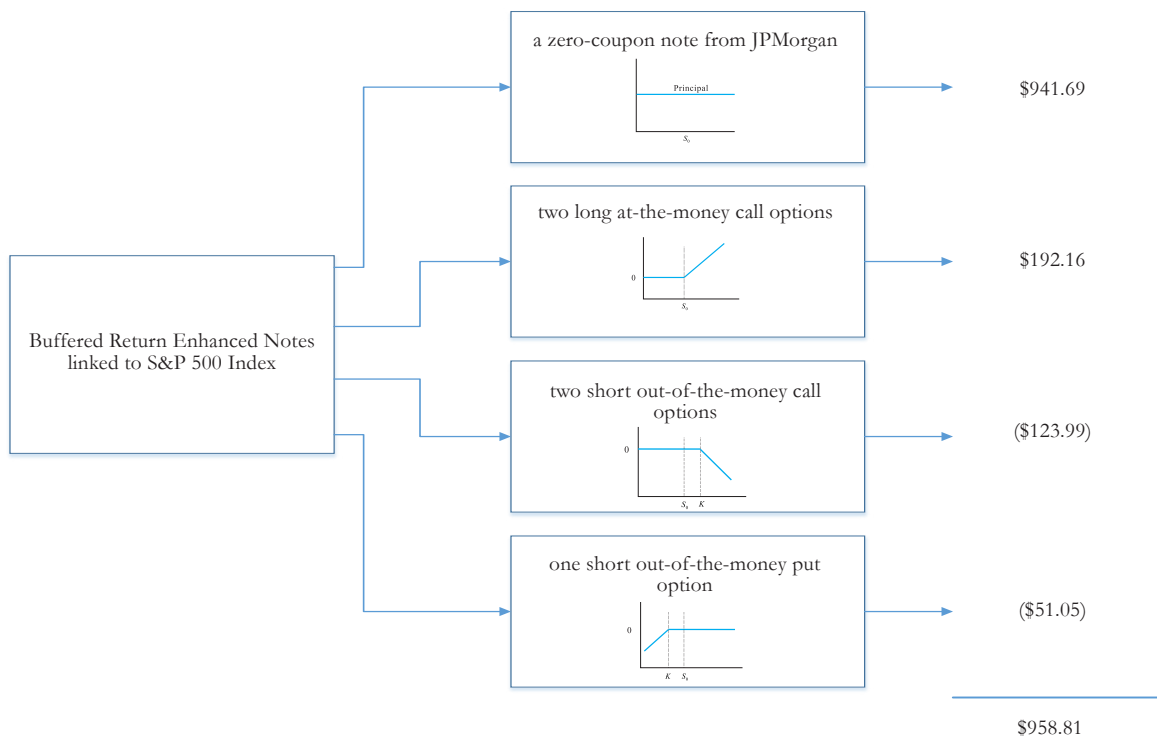 a zero-coupon note from JPMorgan
Principal
S₀
$941.69
two long at-the-money call options
0
S₀
$192.16
Buffered Return Enhanced Notes
linked to S&P 500 Index
two short out-of-the-money call
options
0
S₀ K
($123.99)
one short out-of-the-money put
option
0
K S₀
($51.05)
$958.81